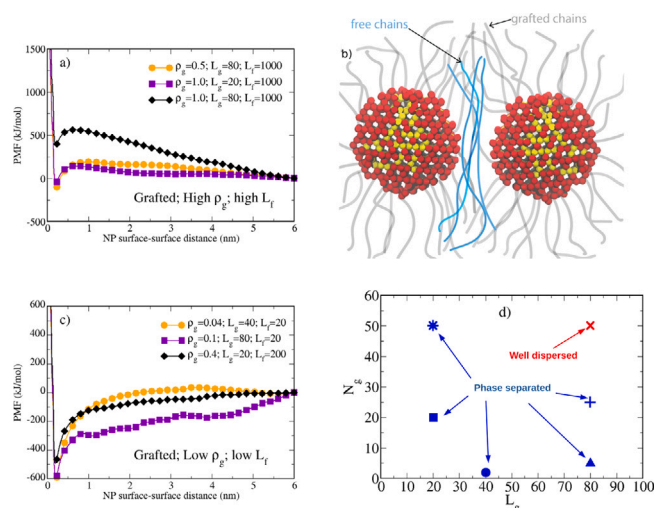 a)
ρg=0.5; Lg=80; Lf=1000
ρg=1.0; Lg=20; Lf=1000
ρg=1.0; Lg=80; Lf=1000
1500
1000
500
0
-500
PMF (kJ/mol)
Grafted; High ρg; high Lf
0 1 2 3 4 5 6
NP surface-surface distance (nm)
free chains
grafted chains
b)
c)
ρg=0.04; Lg=40; Lf=20
ρg=0.1; Lg=80; Lf=20
ρg=0.4; Lg=20; Lf=200
600
400
200
0
-200
-400
-600
PMF (kJ/mol)
Grafted; Low ρg; low Lf
0 1 2 3 4 5 6
NP surface-surface distance (nm)
d)
60
55
50
45
40
35
30
25
20
15
10
5
0
Ng
Well dispersed
Phase separated
0 10 20 30 40 50 60 70 80 90 100
Lg